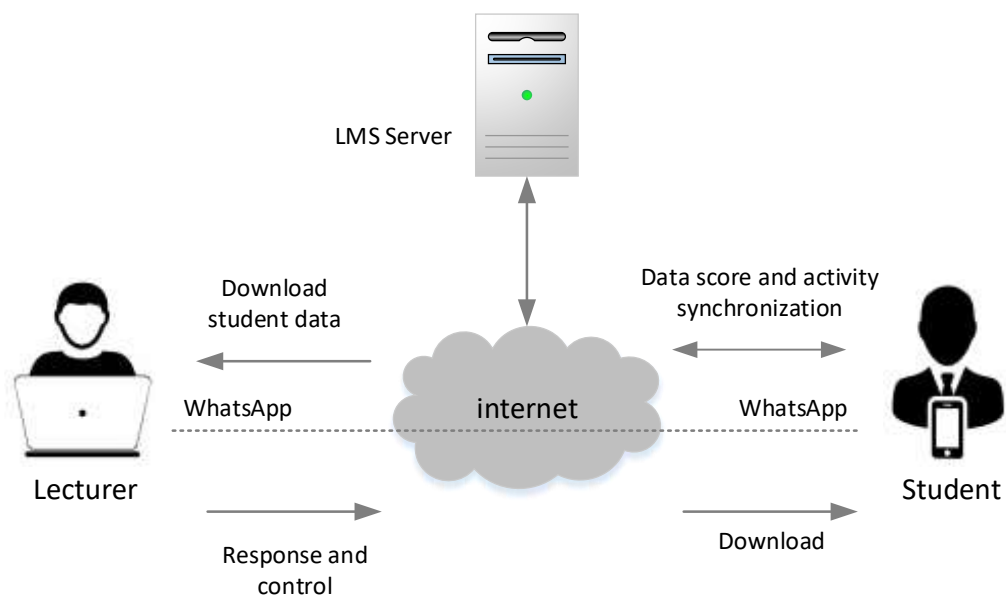 LMS Server
Download
student data
Data score and activity
synchronization
WhatsApp
internet
WhatsApp
Lecturer
Student
Response and
control
Download